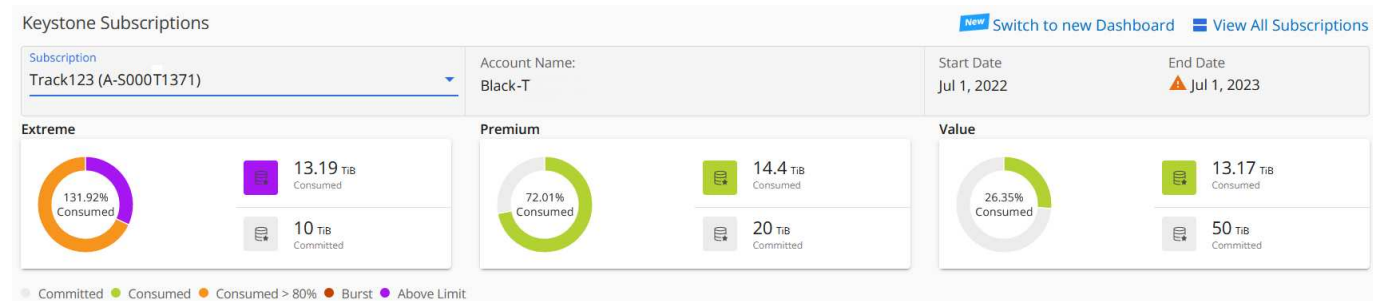 Keystone Subscriptions
New Switch to new Dashboard View All Subscriptions
Subscription
Track123 (A-S000T1371)
Account Name:
Black-T
Start Date
Jul 1, 2022
End Date
Jul 1, 2023
Extreme
131.92%
Consumed
13.19 TiB
Consumed
10 TiB
Committed
Premium
72.01%
Consumed
14.4 TiB
Consumed
20 TiB
Committed
Value
26.35%
Consumed
13.17 TiB
Consumed
50 TiB
Committed
Committed Consumed Consumed > 80% Burst Above Limit